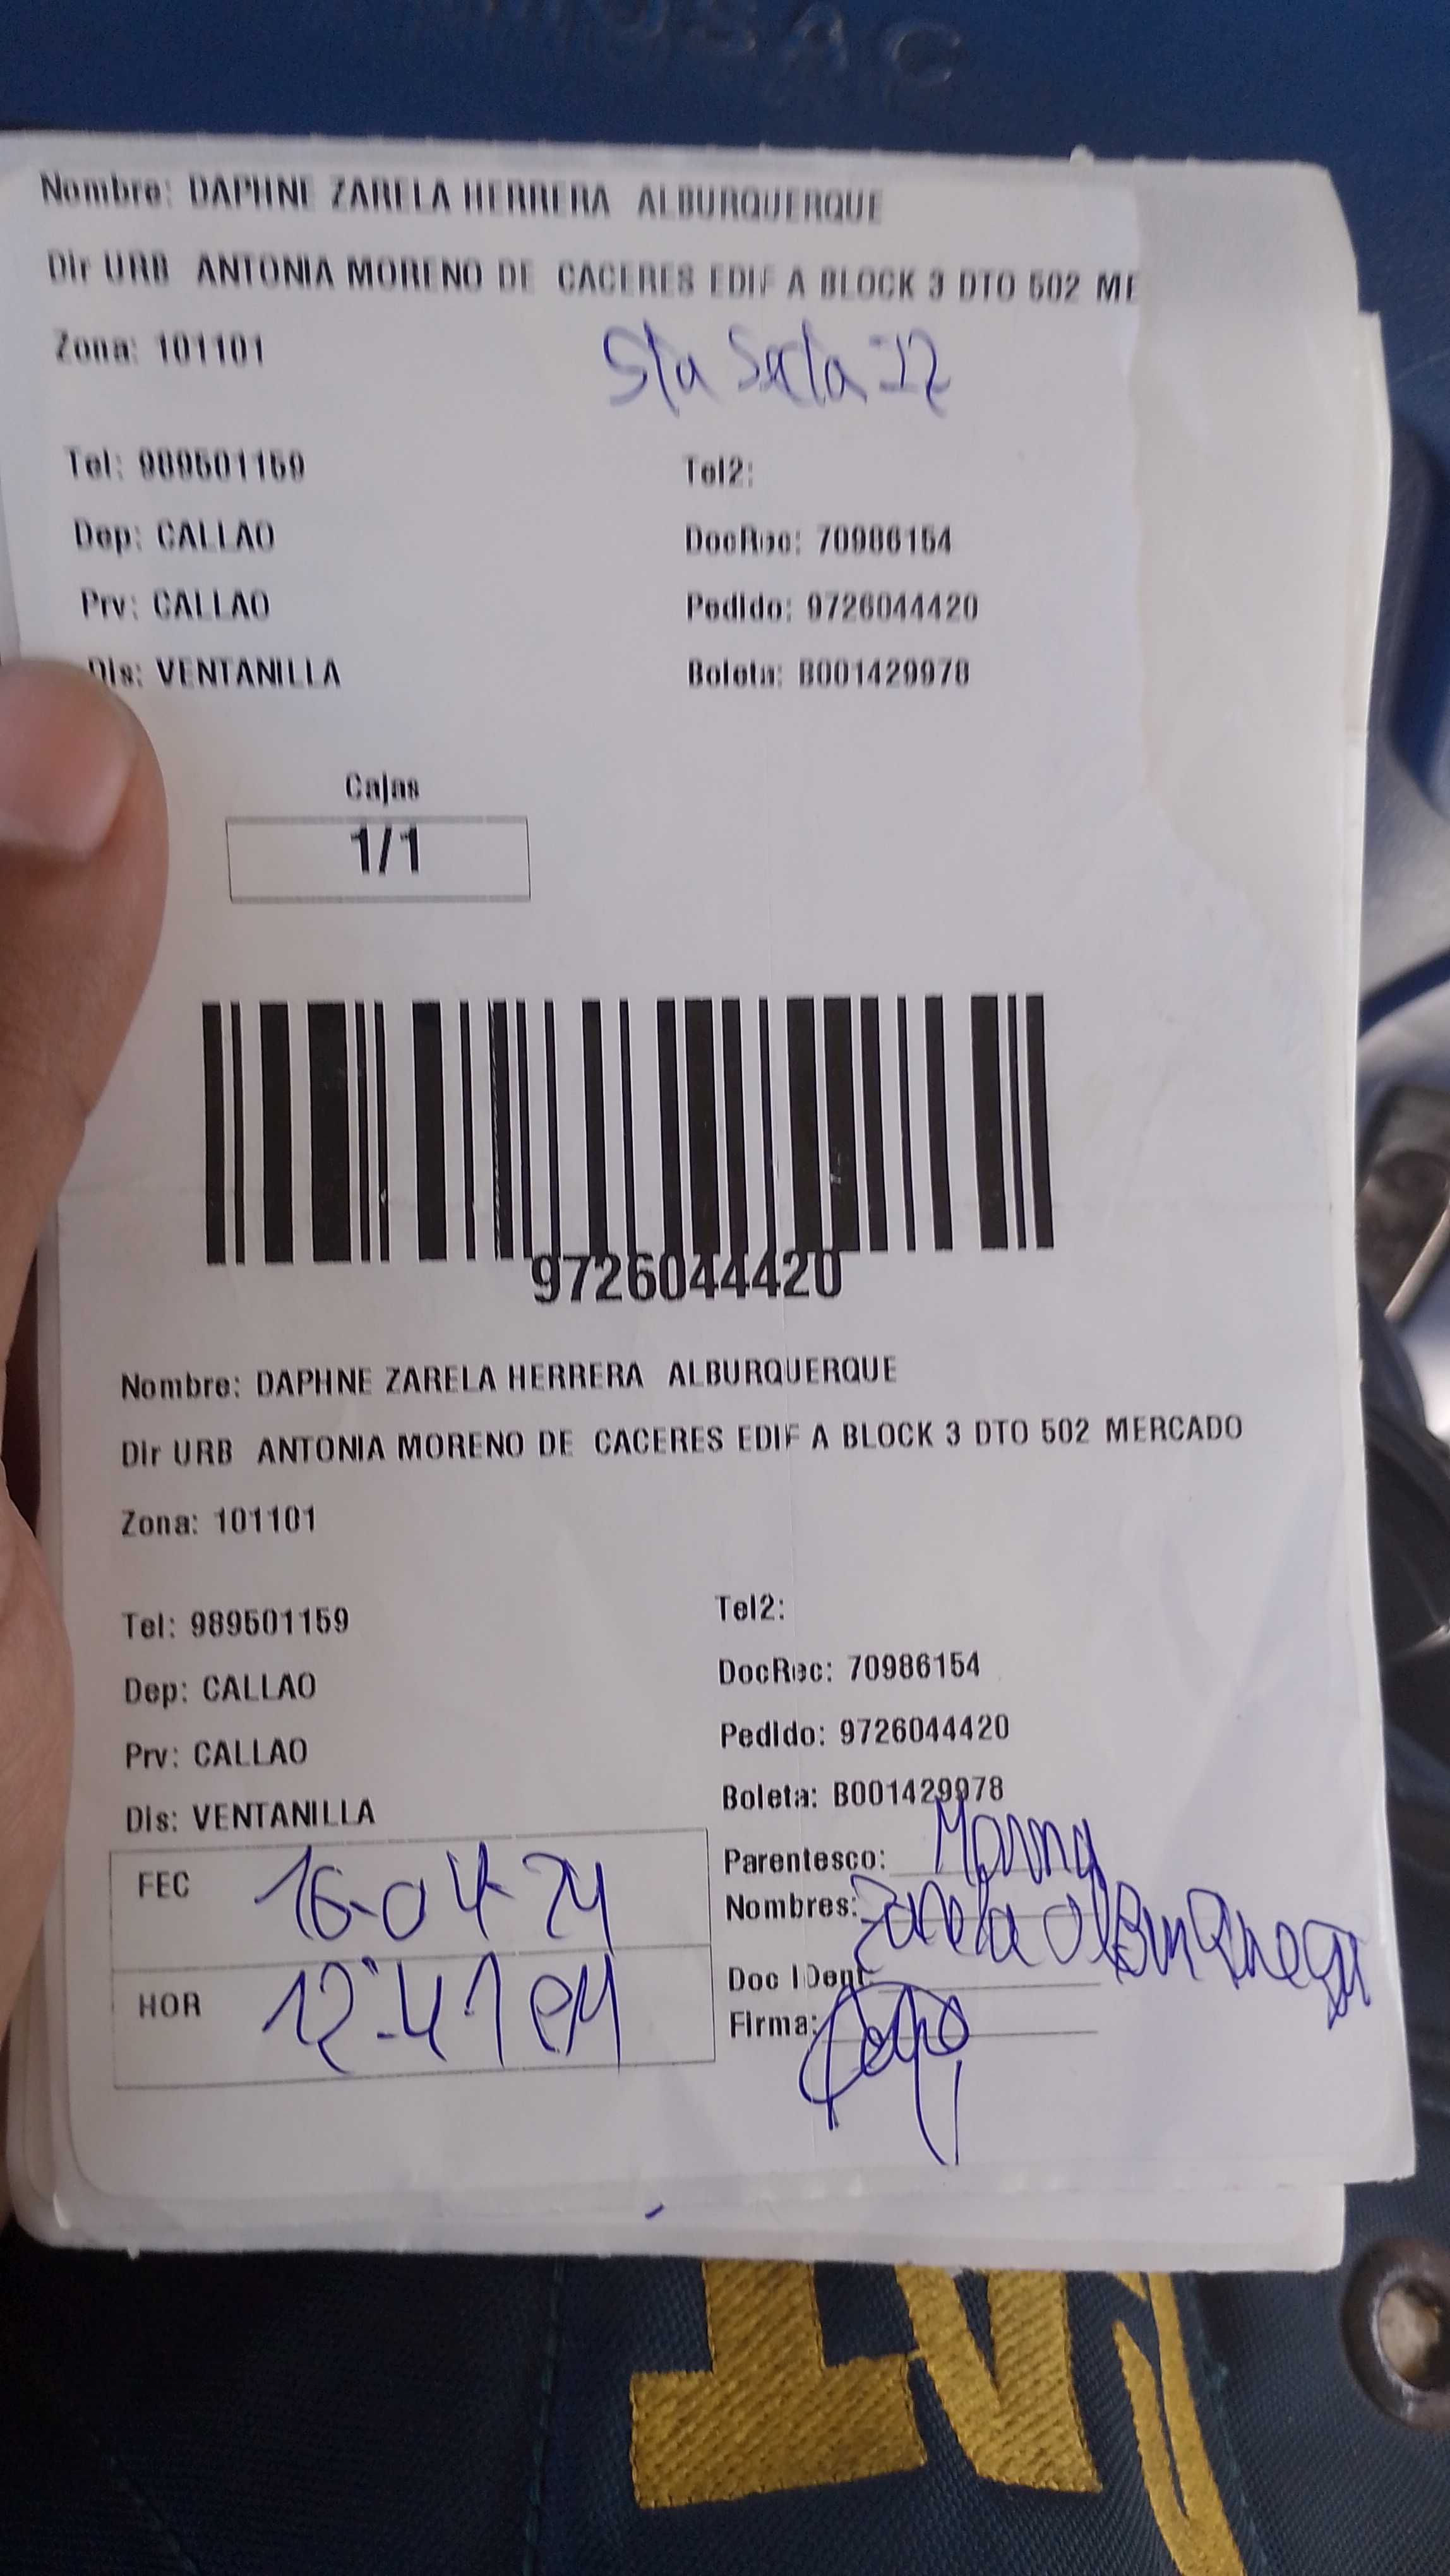 Nombre: DAPHNE ZARELA HERRERA ALBURQUERQUE
Dir URB ANTONIA MORENO DE CACERES EDIF A BLOCK 3 DTO 502 ME
Zona: 101101
Tel: 989501159
Tel2:
Dep: CALLAO
DocRec: 70986154
Prv: CALLAO
Pedido: 9726044420
Dis: VENTANILLA
Boleta: B001429978
Cajas
1/1
9726044420
Nombre: DAPHNE ZARELA HERRERA ALBURQUERQUE
Dir URB ANTONIA MORENO DE CACERES EDIF A BLOCK 3 DTO 502 MERCADO
Zona: 101101
Tel: 989501159
Tel2:
Dep: CALLAO
DocRec: 70986154
Prv: CALLAO
Pedido: 9726044420
Dis: VENTANILLA
Boleta: B001429978
FEC 16-04-24
Parentesco:
Nombres: Zarela
HOR 12:41 PM
Doc IDent:
Firma: